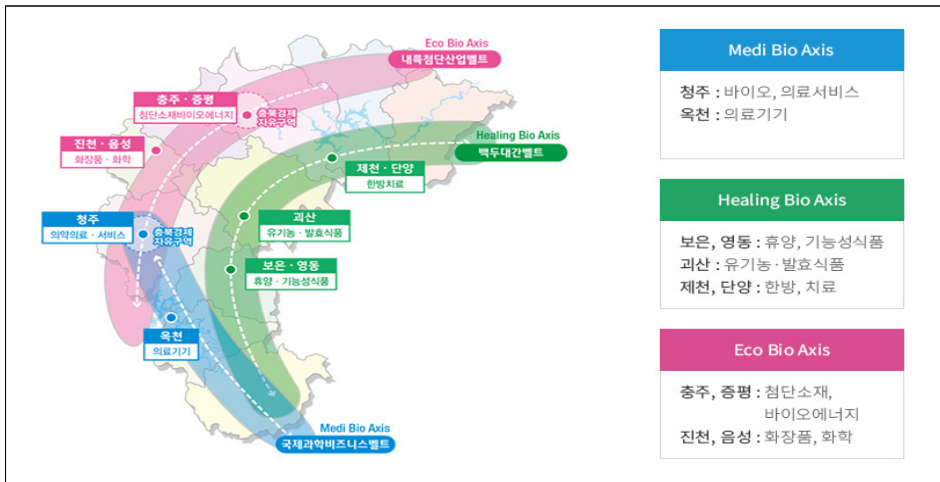 Eco Bio Axis
내륙첨단산업벨트
충주 · 증평
첨단소재바이오에너지
충북경제
자유구역
진천 · 음성
화장품 · 화학
Healing Bio Axis
백두대간벨트
제천 · 단양
한방치료
청주
의약의료 · 서비스
충북경제
자유구역
괴산
유기농 · 발효식품
보은 · 영동
휴양 · 기능성식품
옥천
의료기기
Medi Bio Axis
국제과학비즈니스벨트
Medi Bio Axis
청주 : 바이오, 의료서비스
옥천 : 의료기기
Healing Bio Axis
보은, 영동 : 휴양, 기능성식품
괴산 : 유기농·발효식품
제천, 단양 : 한방, 치료
Eco Bio Axis
충주, 증평 : 첨단소재,
바이오에너지
진천, 음성 : 화장품, 화학